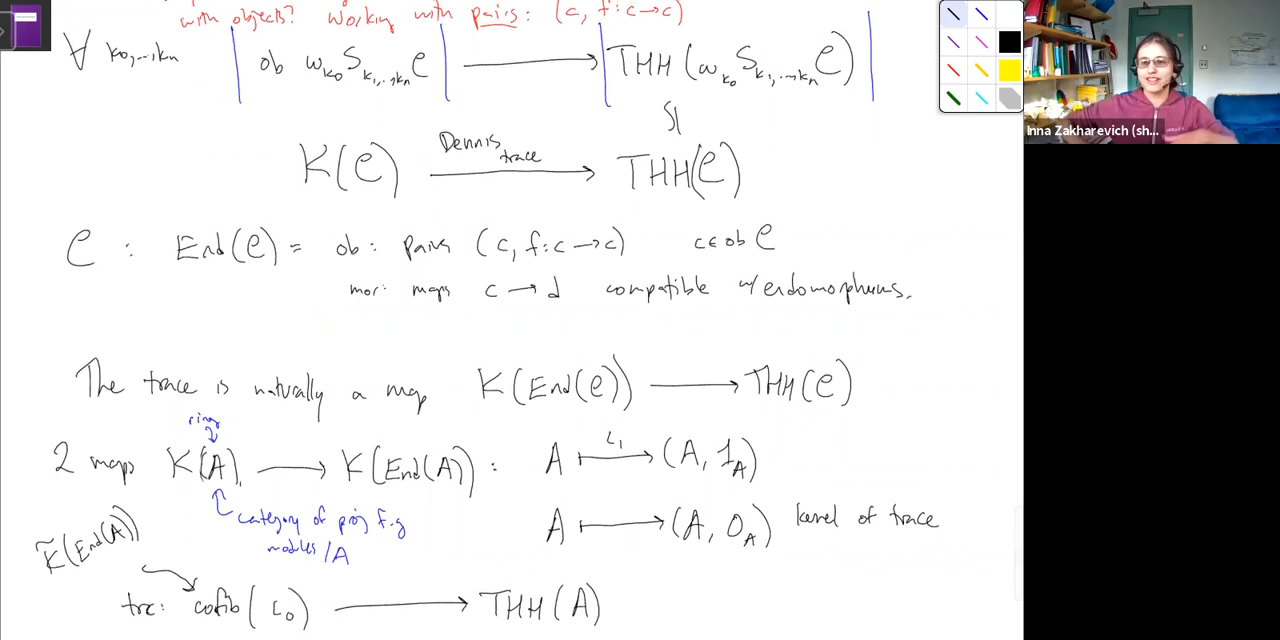 with objects? Working with pairs: (c, f: c → c)
∀ k₀, ..., kₙ | ob w_{k₀} S_{k₁, ..., kₙ} C | ⟶ | THH(w_{k₀} S_{k₁, ..., kₙ} C) |
≃
K(C) ⟶ THH(C)
Dennis trace
C : End(C) = ob: pairs (c, f: c → c) c ∈ ob C
mor: maps c → d compatible w/ endomorphisms.
The trace is naturally a map K(End(C)) ⟶ THH(C)
ring
2 maps K(A) ⟶ K(End(A)) : A ⟼ (A, 1_A)
ι₁
category of proj f.g.
modules / A
A ⟼ (A, 0_A) kernel of trace
K̃(End(A))
trc: cofib(ι₀) ⟶ THH(A)
Inna Zakharevich (sh...